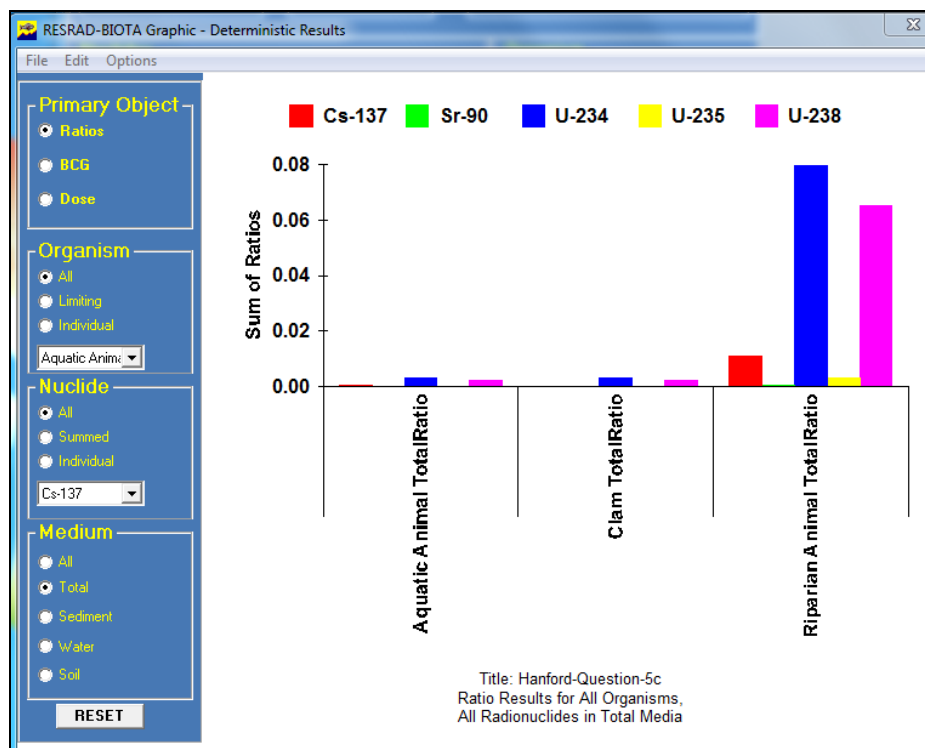 RESRAD-BIOTA Graphic - Deterministic Results
File Edit Options
Primary Object
Ratios
BCG
Dose
Organism
All
Limiting
Individual
Aquatic Anima
Nuclide
All
Summed
Individual
Cs-137
Medium
All
Total
Sediment
Water
Soil
RESET
Cs-137 Sr-90 U-234 U-235 U-238
Sum of Ratios
0.08
0.06
0.04
0.02
0.00
Aquatic Animal TotalRatio
Clam TotalRatio
Riparian Animal TotalRatio
Title: Hanford-Question-5c
Ratio Results for All Organisms,
All Radionuclides in Total Media